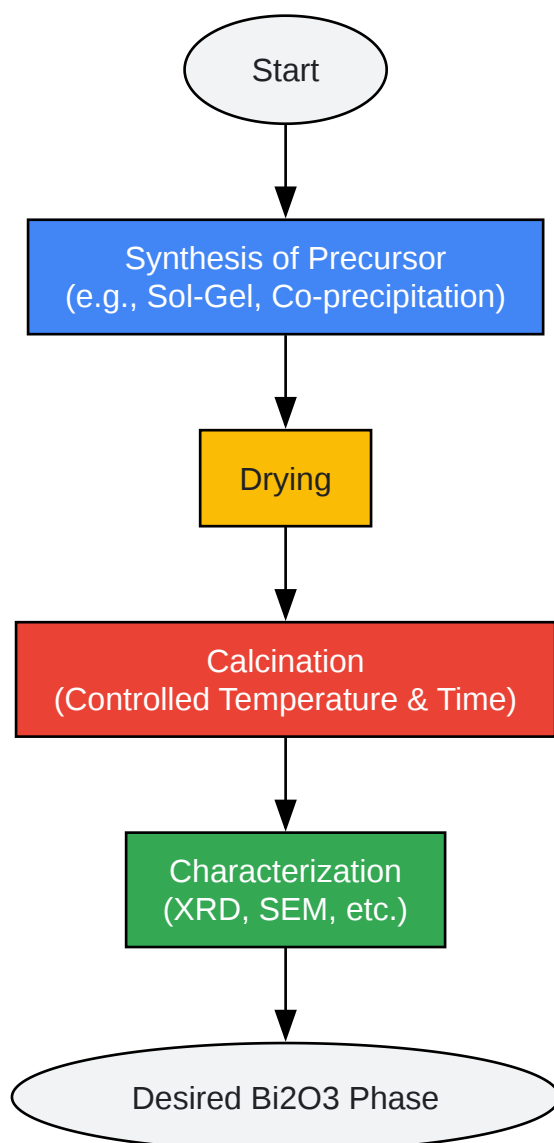 Start
Synthesis of Precursor
(e.g., Sol-Gel, Co-precipitation)
Drying
Calcination
(Controlled Temperature & Time)
Characterization
(XRD, SEM, etc.)
Desired Bi2O3 Phase